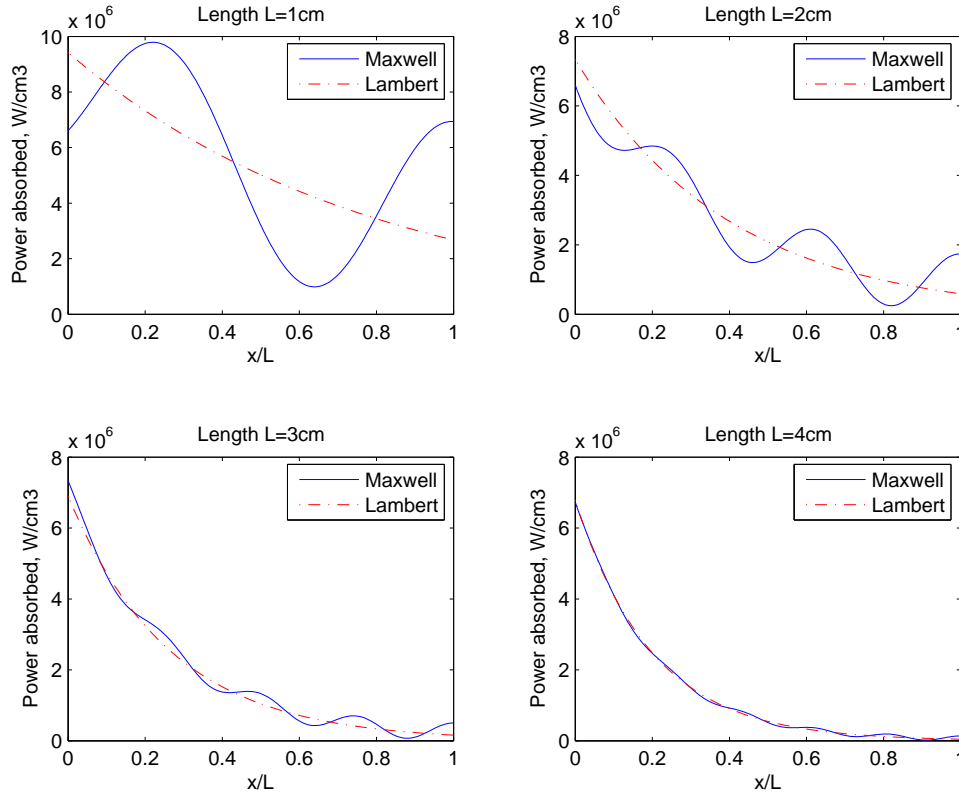 x 10^6
Length L=1cm
Power absorbed, W/cm3
10
8
6
4
2
0
0 0.2 0.4 0.6 0.8 1
x/L
Maxwell
Lambert
x 10^6
Length L=2cm
Power absorbed, W/cm3
8
6
4
2
0
0 0.2 0.4 0.6 0.8 1
x/L
Maxwell
Lambert
x 10^6
Length L=3cm
Power absorbed, W/cm3
8
6
4
2
0
0 0.2 0.4 0.6 0.8 1
x/L
Maxwell
Lambert
x 10^6
Length L=4cm
Power absorbed, W/cm3
8
6
4
2
0
0 0.2 0.4 0.6 0.8 1
x/L
Maxwell
Lambert